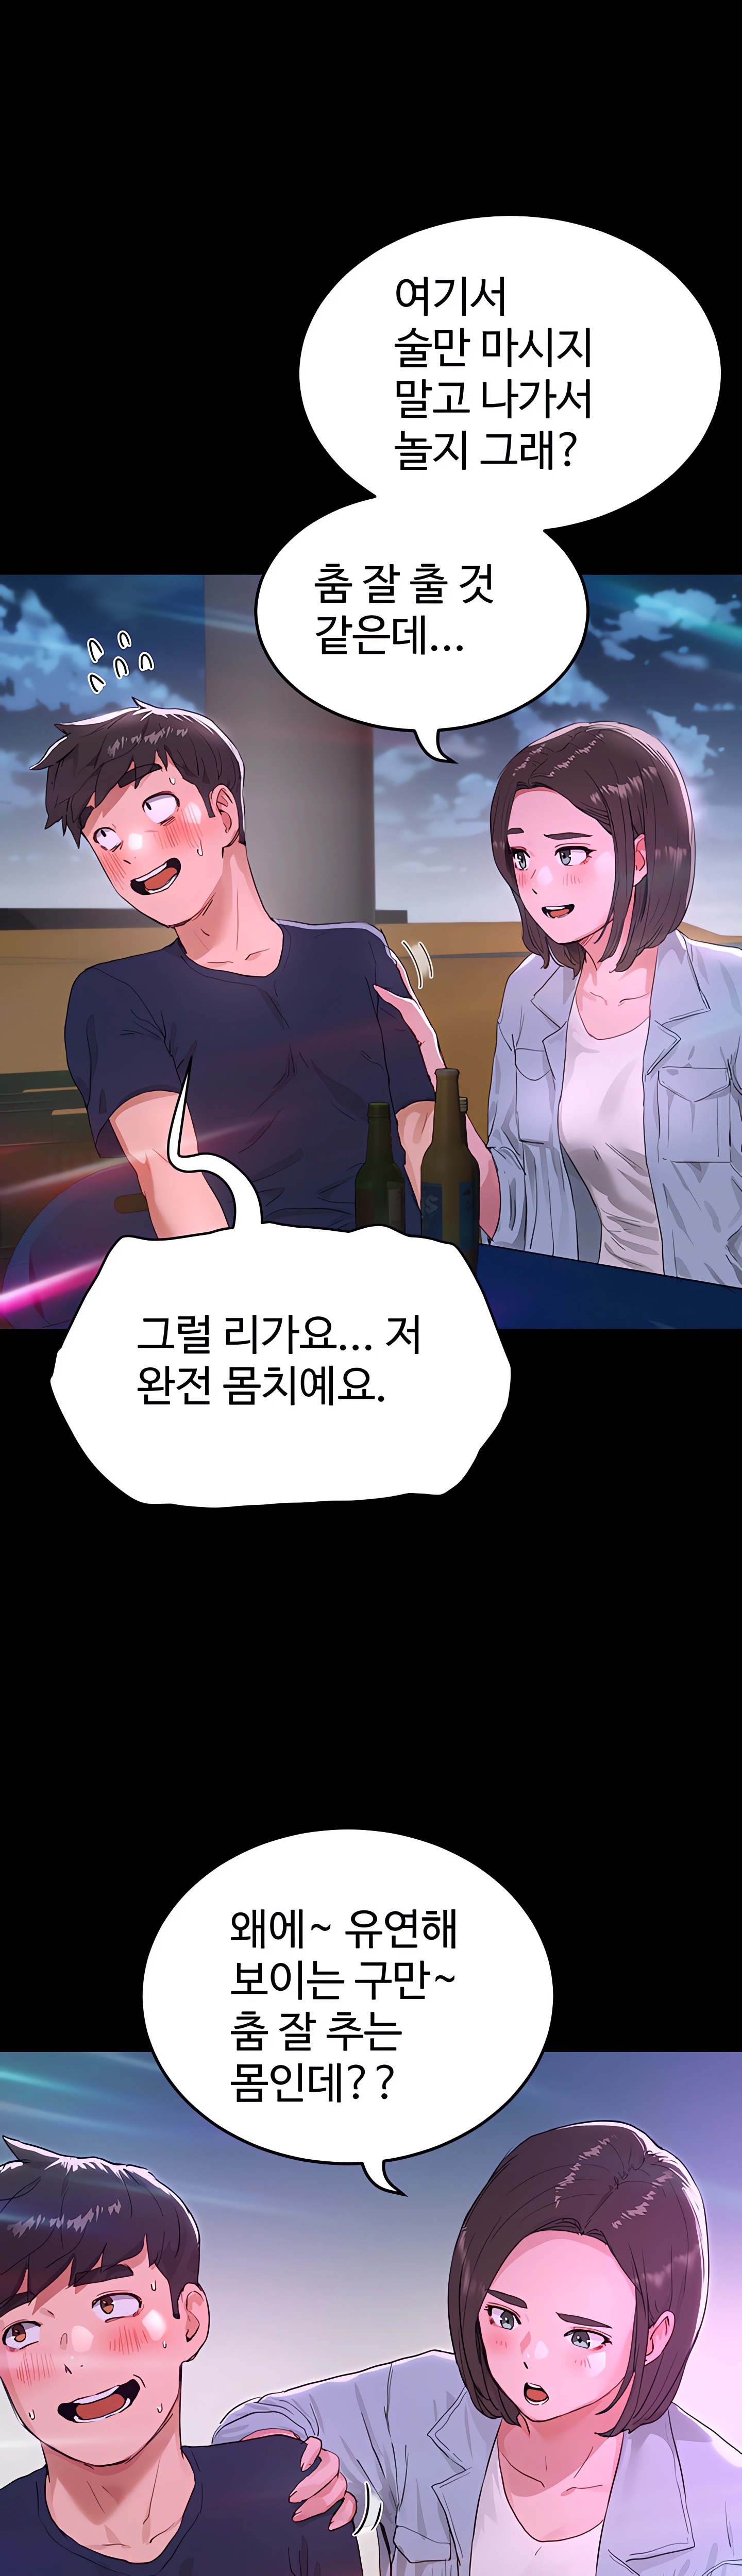 여기서
술만 마시지
말고 나가서
놀지 그래?
춤 잘 출 것
같은데...
그럴 리가요... 저
완전 몸치예요.
왜에~ 유연해
보이는 구만~
춤 잘 추는
몸인데??